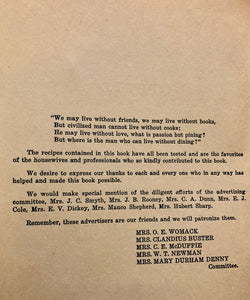 "We may live without friends, we may live without books,
But civilized man cannot live without cooks;
He may live without love, what is passion but pining?
But where is the man who can live without dining?"
The recipes contained in this book have all been tested and are the favorites
of the housewives and professionals who so kindly contributed to this book.
We desire to express our thanks to each and every one who in any way has
helped and made this book possible.
We would make special mention of the diligent efforts of the advertising
committee, Mrs. J. C. Smyth, Mrs. J. B. Rooney, Mrs. C. A. Dunn, Mrs. E. J.
Cole, Mrs. E. V. Dickey, Mrs. Manco Shepherd, Mrs. Hubert Sharp.
Remember, these advertisers are our friends and we will patronize them.
MRS. O. E. WOMACK
MRS. CLANDIUS BUSTER
MRS. C. E. McDUFFIE
MRS. W. T. NEWMAN
MRS. MARY DURHAM DENNY
Committee.